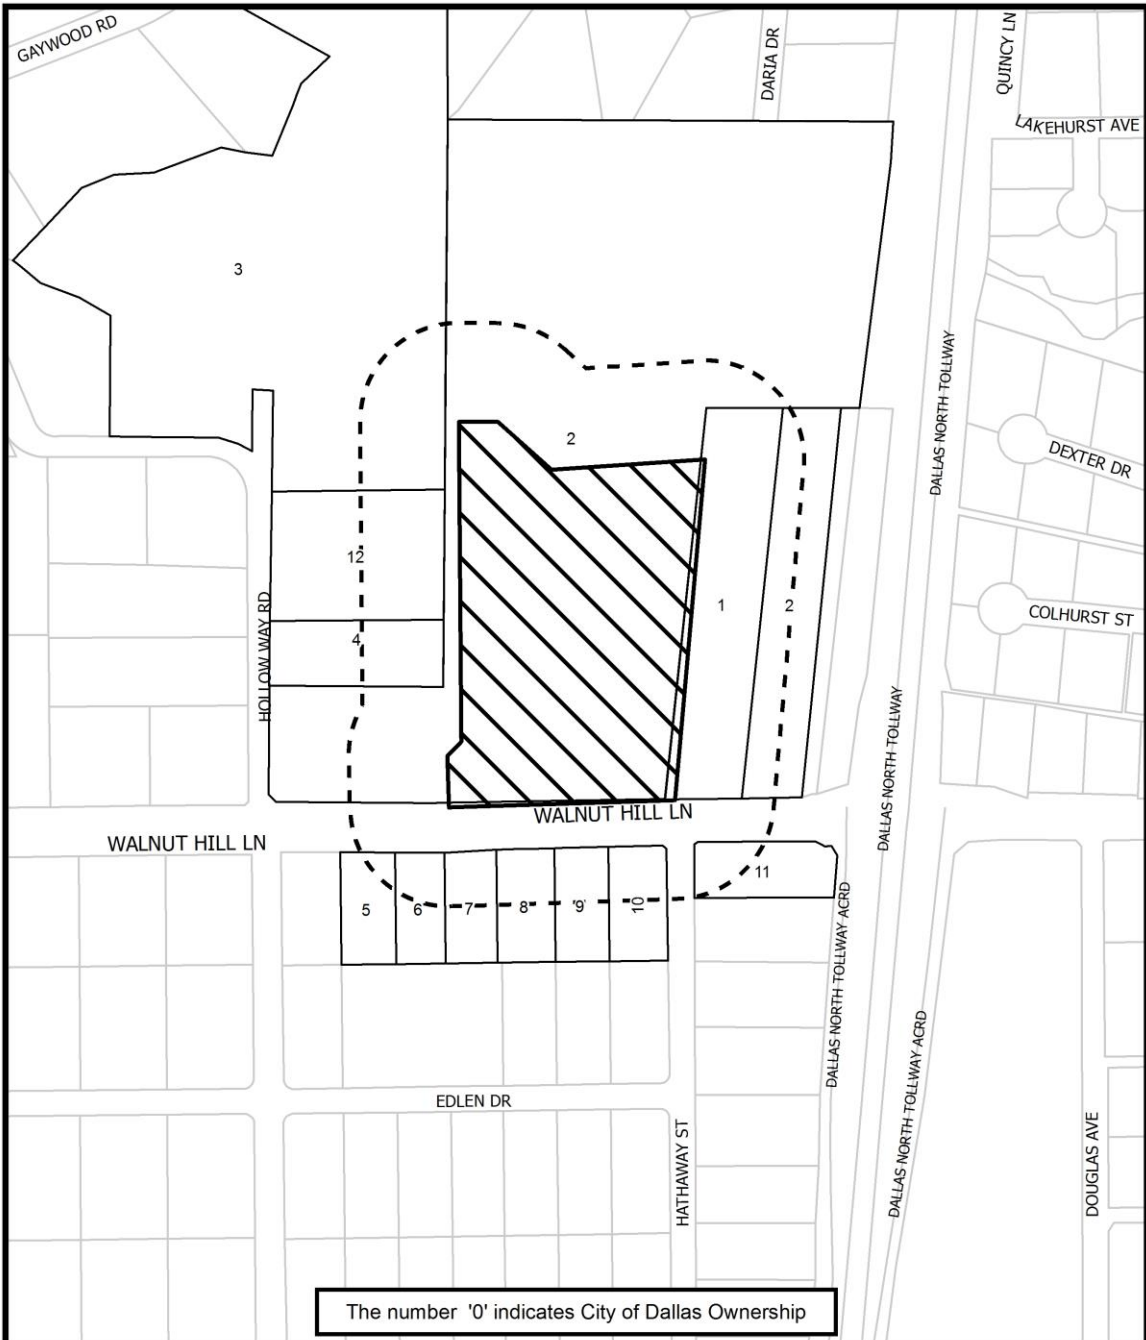 GAYWOOD RD
DARIA DR
QUINCY LN
LAKEHURST AVE
3
DALLAS NORTH TOLLWAY
2
DEXTER DR
12
1
2
COLHURST ST
HOLLOW WAY RD
4
DALLAS NORTH TOLLWAY
WALNUT HILL LN
WALNUT HILL LN
11
5
6
7
8
9
10
DALLAS NORTH TOLLWAY ACRD
DALLAS NORTH TOLLWAY ACRD
EDLEN DR
HATHAWAY ST
DOUGLAS AVE
The number '0' indicates City of Dallas Ownership